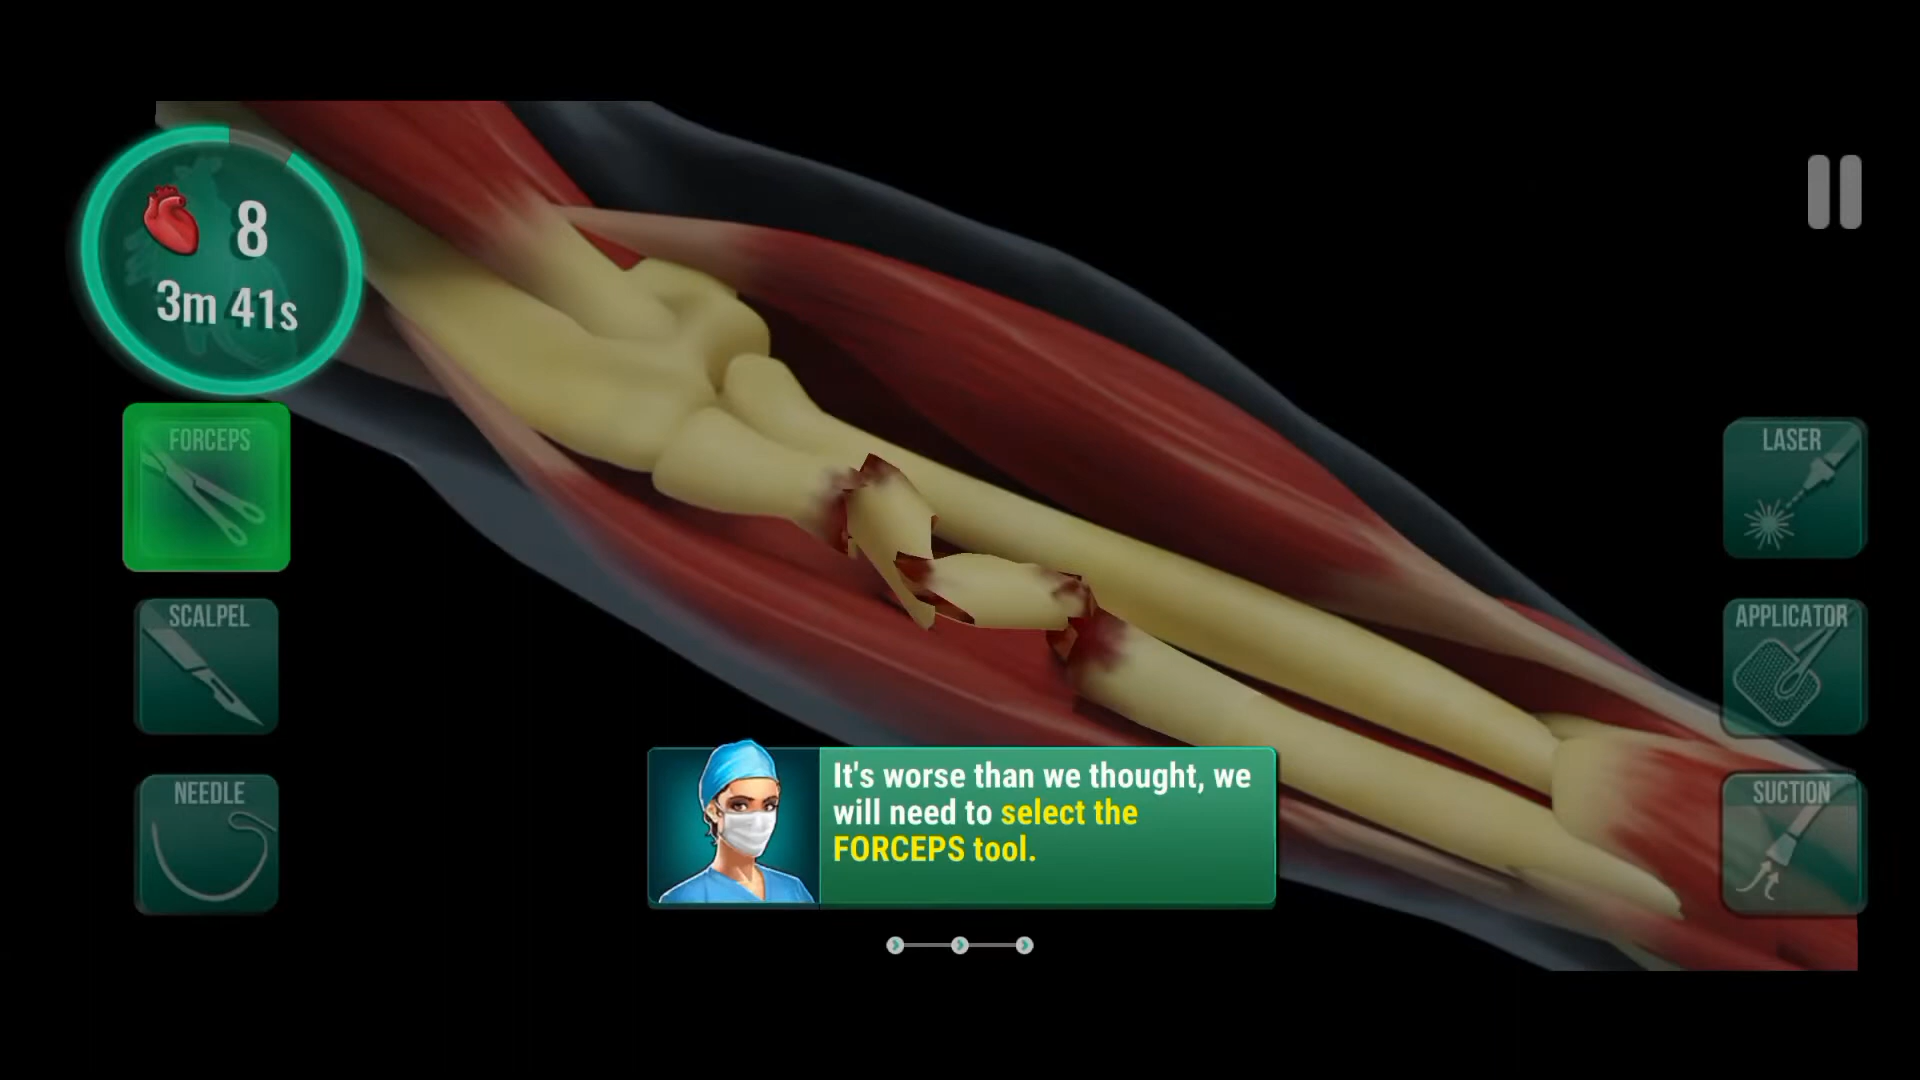 8
3m 41s
FORCEPS
SCALPEL
NEEDLE
LASER
APPLICATOR
SUCTION
It's worse than we thought, we
will need to select the
FORCEPS tool.